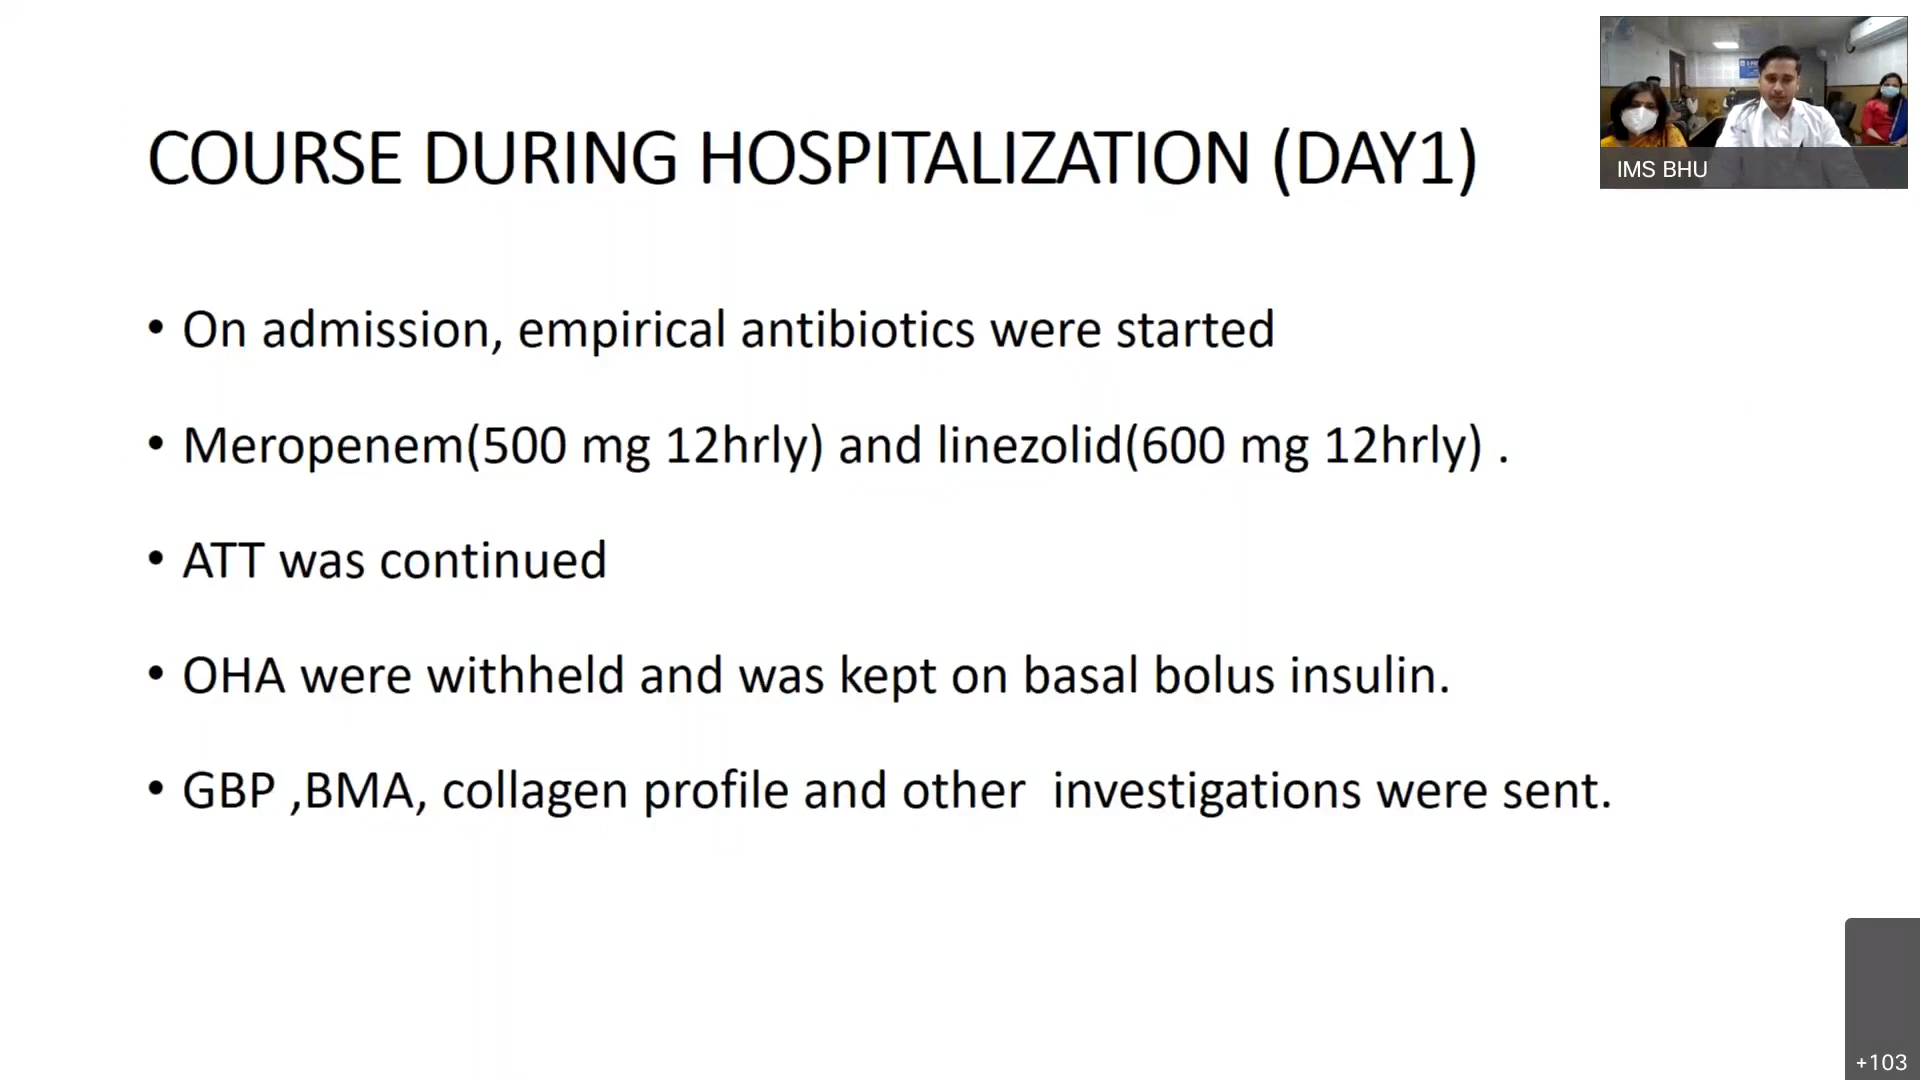 COURSE DURING HOSPITALIZATION (DAY1)
IMS BHU
• On admission, empirical antibiotics were started
• Meropenem(500 mg 12hrly) and linezolid(600 mg 12hrly) .
• ATT was continued
• OHA were withheld and was kept on basal bolus insulin.
• GBP ,BMA, collagen profile and other  investigations were sent.
+103